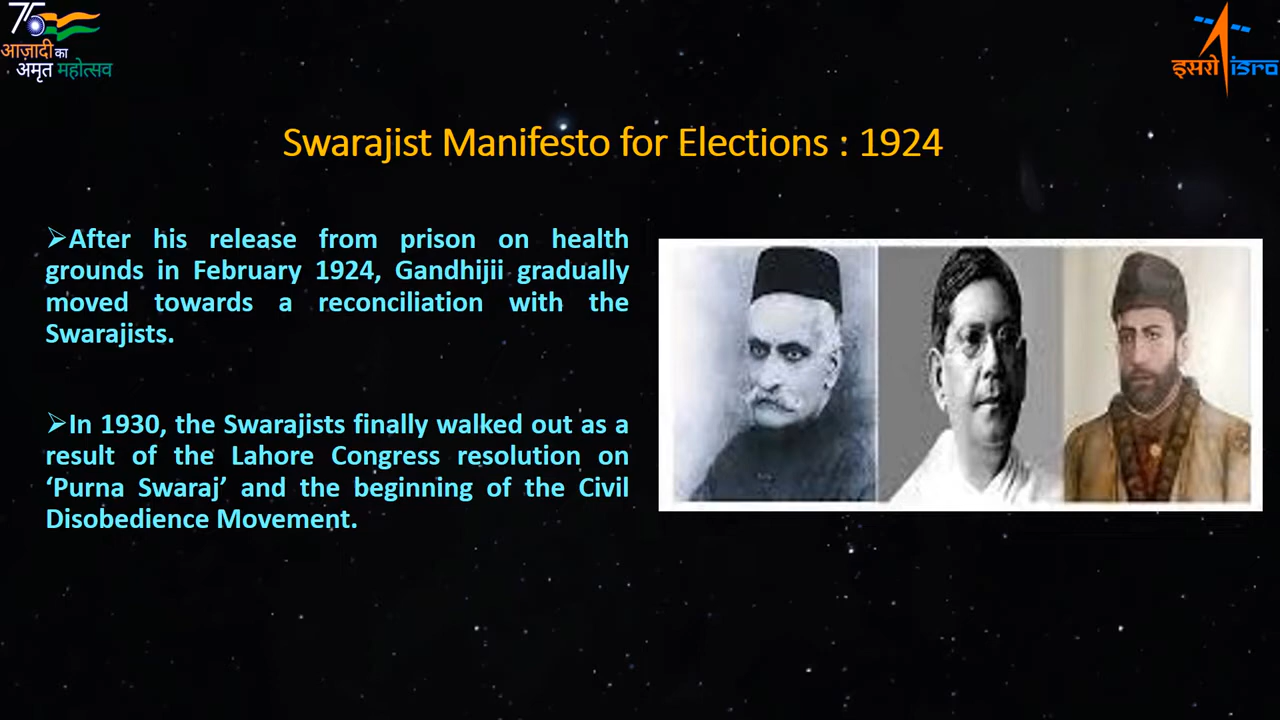 75
आज़ादी का
अमृत महोत्सव
इसरो isro
Swarajist Manifesto for Elections : 1924
➢After his release from prison on health
grounds in February 1924, Gandhijii gradually
moved towards a reconciliation with the
Swarajists.
➢In 1930, the Swarajists finally walked out as a
result of the Lahore Congress resolution on
‘Purna Swaraj’ and the beginning of the Civil
Disobedience Movement.